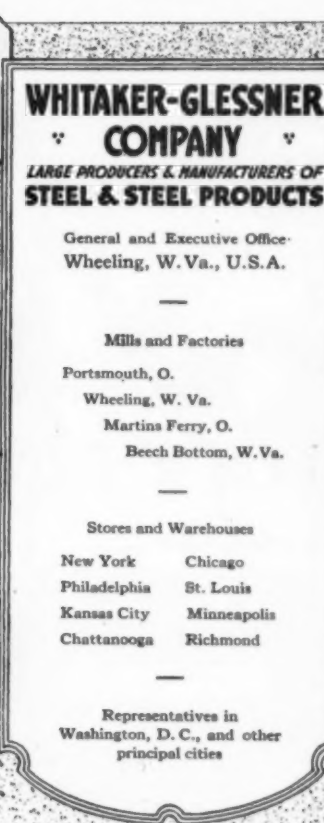 WHITAKER-GLESSNER
COMPANY
LARGE PRODUCERS & MANUFACTURERS OF
STEEL & STEEL PRODUCTS
General and Executive Office
Wheeling, W. Va., U.S.A.
Mills and Factories
Portsmouth, O.
Wheeling, W. Va.
Martins Ferry, O.
Beech Bottom, W. Va.
Stores and Warehouses
New York Chicago
Philadelphia St. Louis
Kansas City Minneapolis
Chattanooga Richmond
Representatives in
Washington, D. C., and other
principal cities